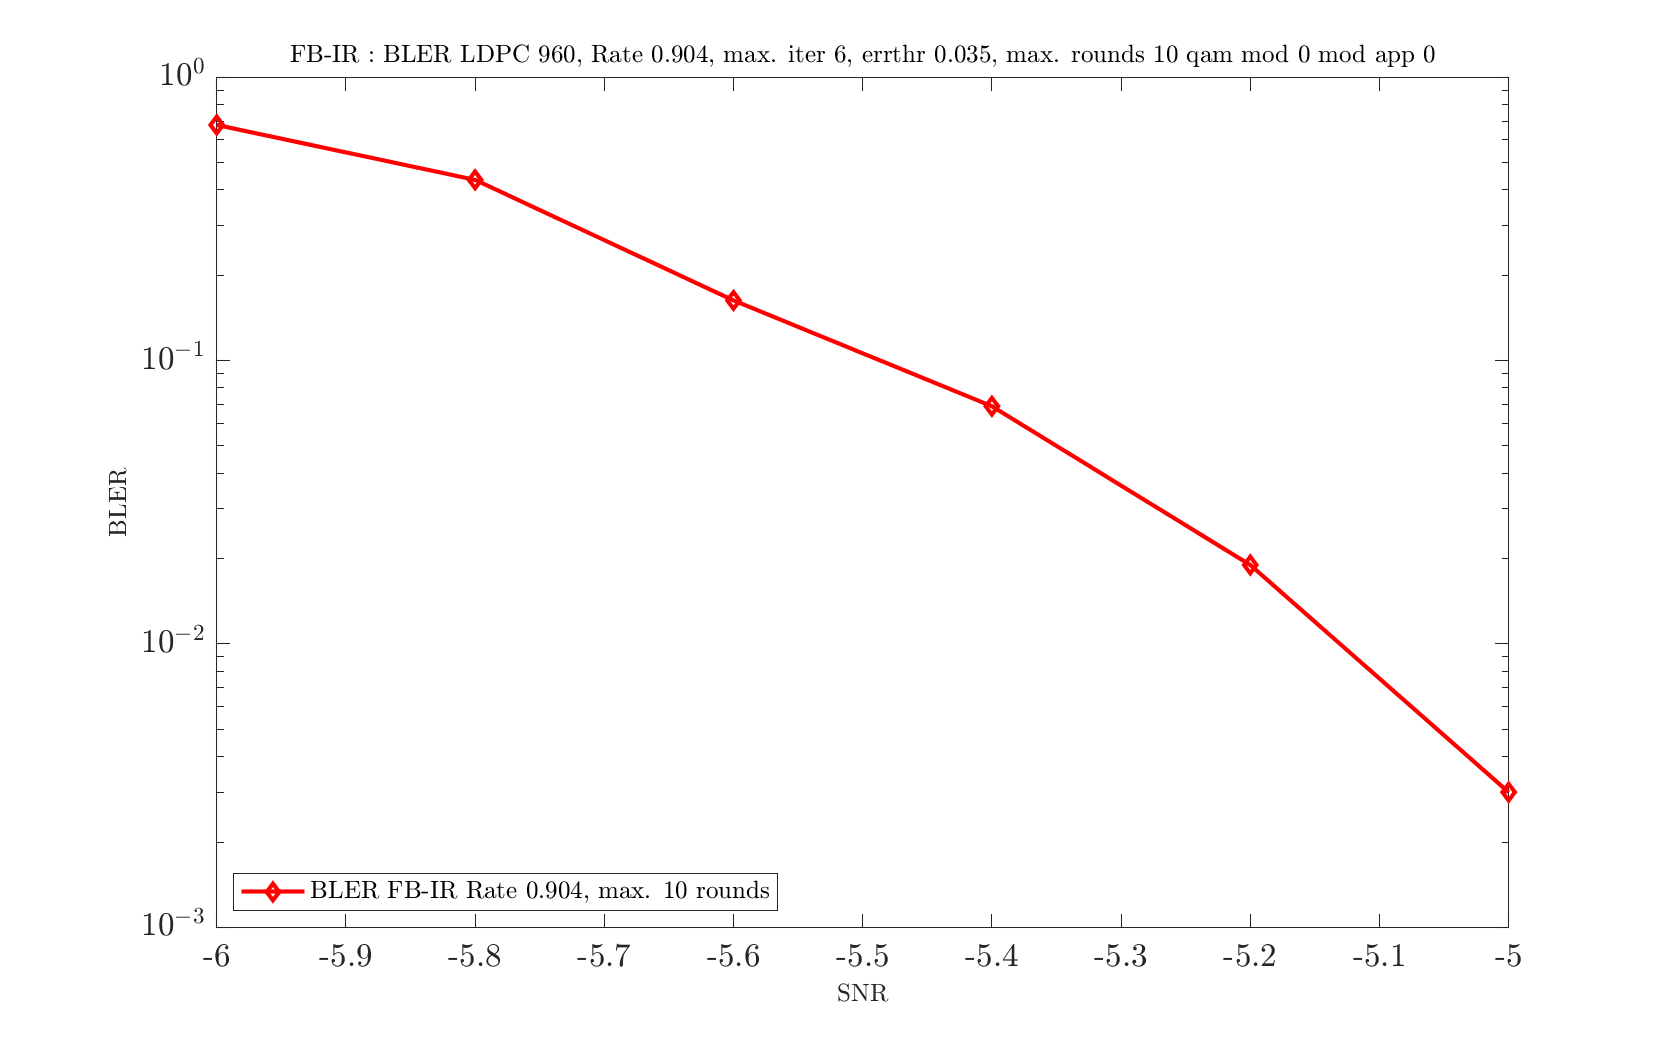 FB-IR : BLER LDPC 960, Rate 0.904, max. iter 6, errthr 0.035, max. rounds 10 qam mod 0 mod app 0
10^0
10^-1
10^-2
10^-3
BLER
BLER FB-IR Rate 0.904, max. 10 rounds
-6 -5.9 -5.8 -5.7 -5.6 -5.5 -5.4 -5.3 -5.2 -5.1 -5
SNR